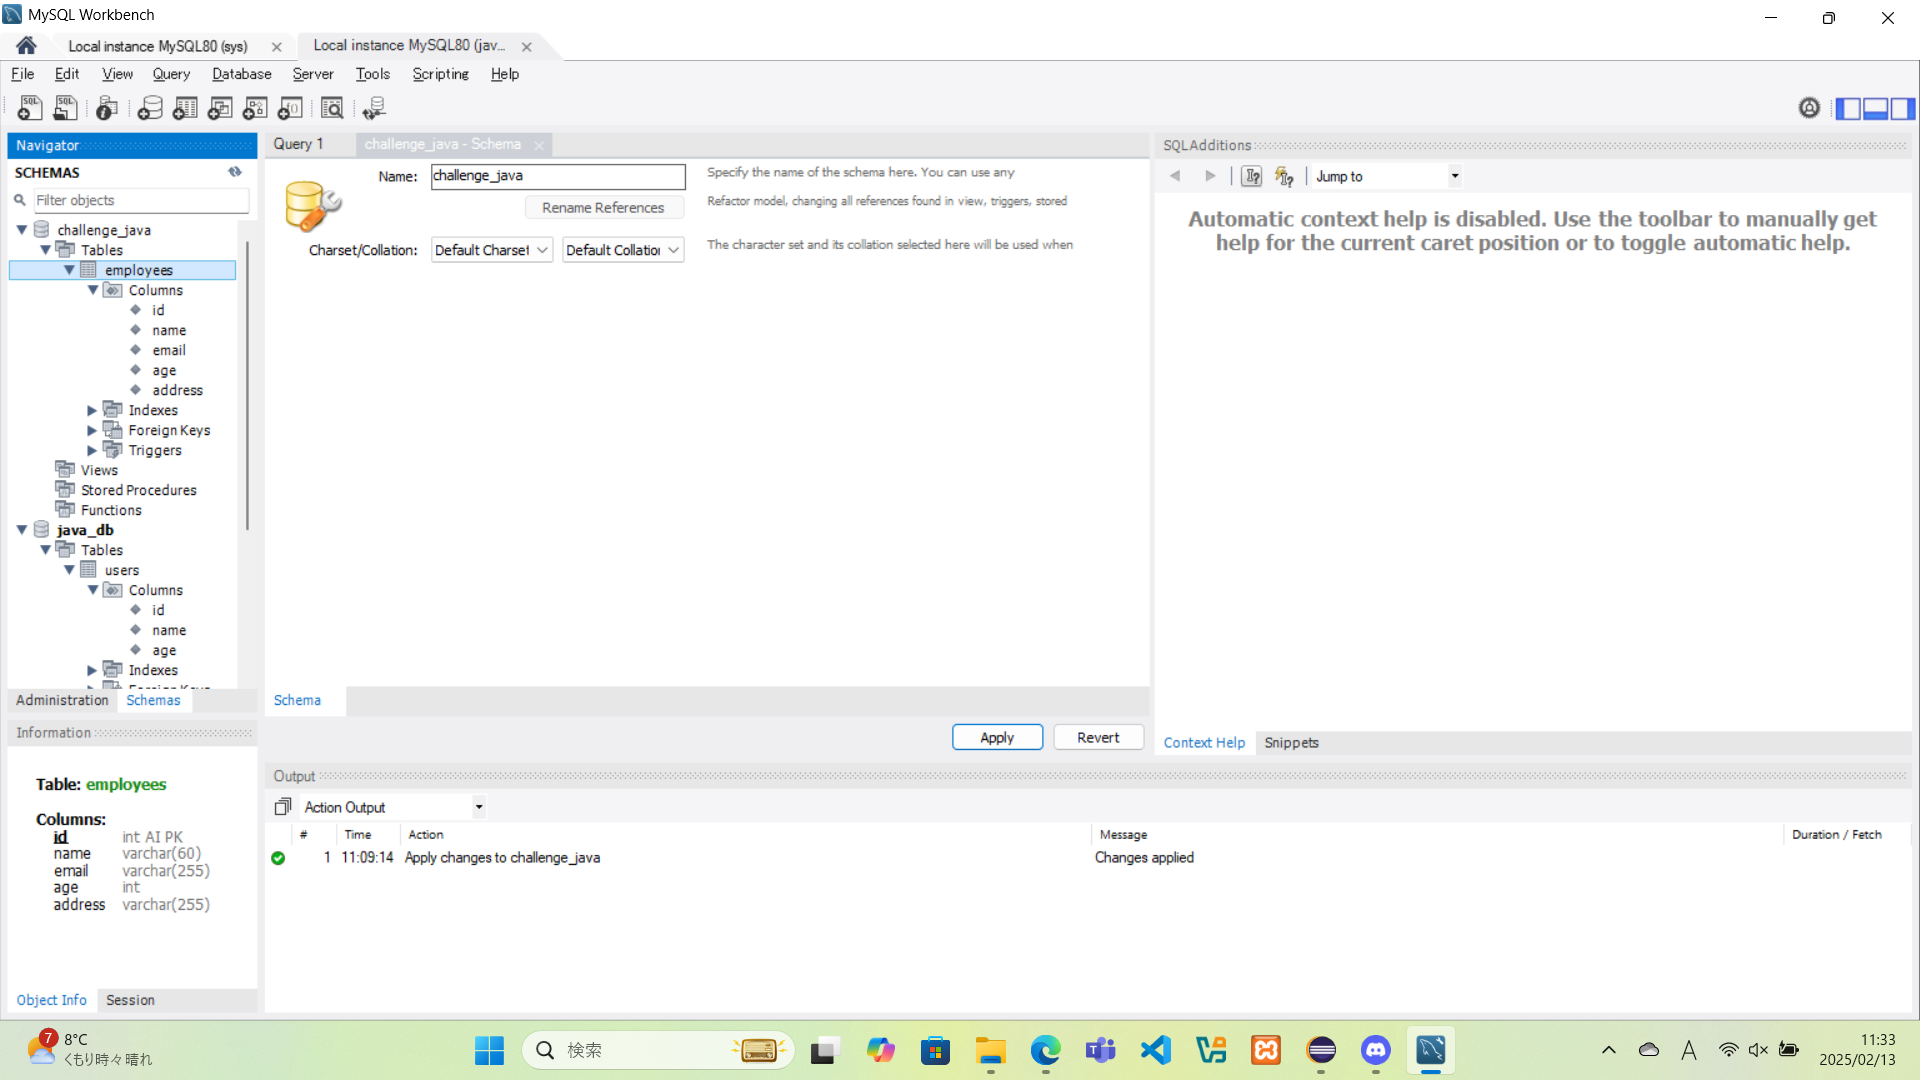 MySQL Workbench
Local instance MySQL80 (sys)
Local instance MySQL80 (jav...
File Edit View Query Database Server Tools Scripting Help
Navigator
SCHEMAS
Filter objects
challenge_java
Tables
employees
Columns
id
name
email
age
address
Indexes
Foreign Keys
Triggers
Views
Stored Procedures
Functions
java_db
Tables
users
Columns
id
name
age
Indexes
Administration Schemas
Information
Table: employees
Columns:
id int AI PK
name varchar(60)
email varchar(255)
age int
address varchar(255)
Object Info Session
Query 1
challenge_java - Schema
Name: challenge_java
Specify the name of the schema here. You can use any
Rename References
Refactor model, changing all references found in view, triggers, stored
Charset/Collation: Default Charset Default Collation
The character set and its collation selected here will be used when
Schema
Apply Revert
SQLAdditions
Jump to
Automatic context help is disabled. Use the toolbar to manually get
help for the current caret position or to toggle automatic help.
Context Help Snippets
Output
Action Output
# Time Action Message Duration / Fetch
1 11:09:14 Apply changes to challenge_java Changes applied
7
8°C
くもり時々晴れ
検索
A
11:33
2025/02/13